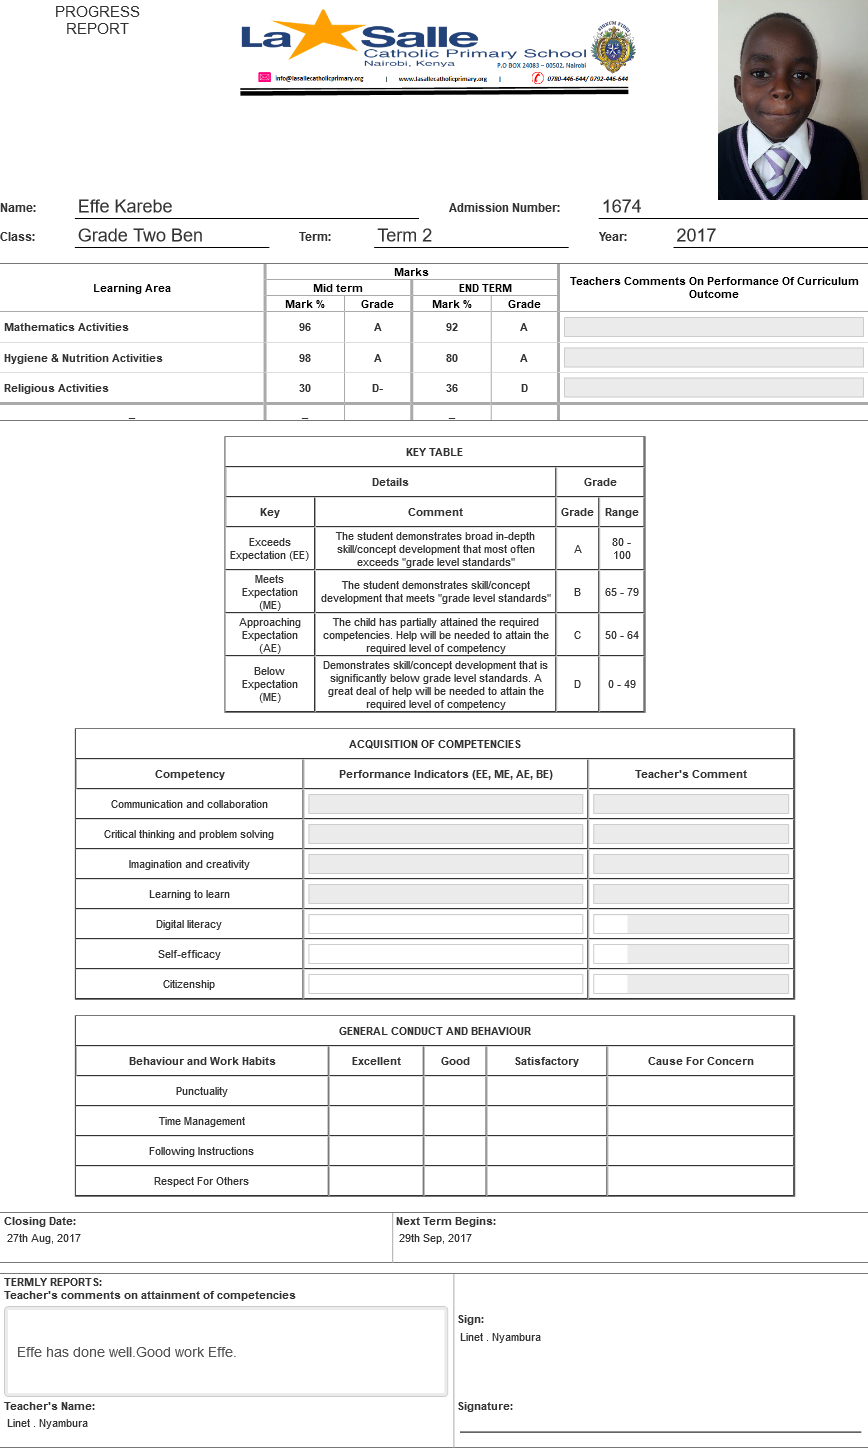 PROGRESS
REPORT
La Salle
Catholic Primary School
Nairobi, Kenya
P.O BOX 24083 – 00502, Nairobi
info@lasallecatholicprimary.org | www.lasallecatholicprimary.org | 0780-446-644/ 0792-446-644
Name: Effe Karebe Admission Number: 1674
Class: Grade Two Ben Term: Term 2 Year: 2017
Learning Area Marks Teachers Comments On Performance Of Curriculum Outcome
Mid term END TERM
Mark % Grade Mark % Grade
Mathematics Activities 96 A 92 A
Hygiene & Nutrition Activities 98 A 80 A
Religious Activities 30 D- 36 D
_ _ _
KEY TABLE
Details Grade
Key Comment Grade Range
Exceeds Expectation (EE) The student demonstrates broad in-depth skill/concept development that most often exceeds "grade level standards" A 80 - 100
Meets Expectation (ME) The student demonstrates skill/concept development that meets "grade level standards" B 65 - 79
Approaching Expectation (AE) The child has partially attained the required competencies. Help will be needed to attain the required level of competency C 50 - 64
Below Expectation (ME) Demonstrates skill/concept development that is significantly below grade level standards. A great deal of help will be needed to attain the required level of competency D 0 - 49
ACQUISITION OF COMPETENCIES
Competency Performance Indicators (EE, ME, AE, BE) Teacher's Comment
Communication and collaboration
Critical thinking and problem solving
Imagination and creativity
Learning to learn
Digital literacy
Self-efficacy
Citizenship
GENERAL CONDUCT AND BEHAVIOUR
Behaviour and Work Habits Excellent Good Satisfactory Cause For Concern
Punctuality
Time Management
Following Instructions
Respect For Others
Closing Date: Next Term Begins:
27th Aug, 2017 29th Sep, 2017
TERMLY REPORTS:
Teacher's comments on attainment of competencies
Effe has done well.Good work Effe.
Sign:
Linet . Nyambura
Teacher's Name:
Linet . Nyambura
Signature: